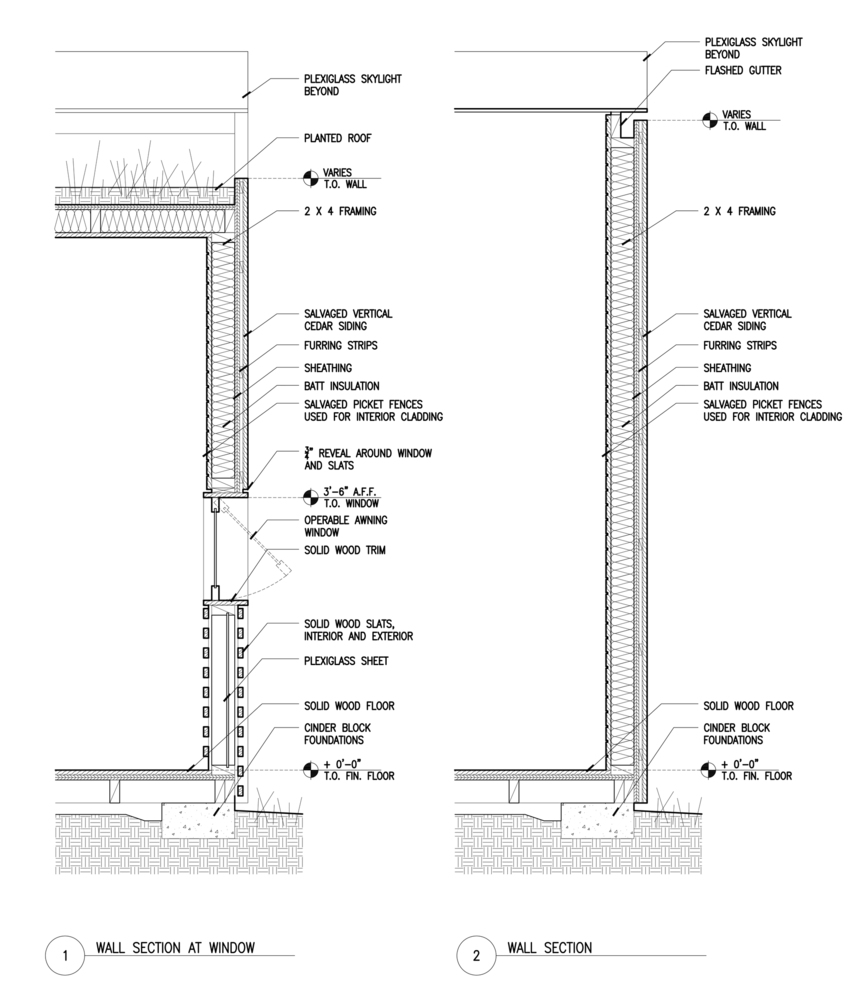 PLEXIGLASS SKYLIGHT
BEYOND
PLANTED ROOF
VARIES
T.O. WALL
2 X 4 FRAMING
SALVAGED VERTICAL
CEDAR SIDING
FURRING STRIPS
SHEATHING
BATT INSULATION
SALVAGED PICKET FENCES
USED FOR INTERIOR CLADDING
¾" REVEAL AROUND WINDOW
AND SLATS
3'-6" A.F.F.
T.O. WINDOW
OPERABLE AWNING
WINDOW
SOLID WOOD TRIM
SOLID WOOD SLATS,
INTERIOR AND EXTERIOR
PLEXIGLASS SHEET
SOLID WOOD FLOOR
CINDER BLOCK
FOUNDATIONS
+ 0'-0"
T.O. FIN. FLOOR
1 WALL SECTION AT WINDOW
PLEXIGLASS SKYLIGHT
BEYOND
FLASHED GUTTER
VARIES
T.O. WALL
2 X 4 FRAMING
SALVAGED VERTICAL
CEDAR SIDING
FURRING STRIPS
SHEATHING
BATT INSULATION
SALVAGED PICKET FENCES
USED FOR INTERIOR CLADDING
SOLID WOOD FLOOR
CINDER BLOCK
FOUNDATIONS
+ 0'-0"
T.O. FIN. FLOOR
2 WALL SECTION